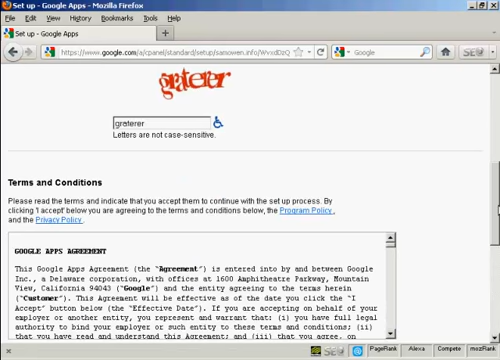 Set up - Google Apps - Mozilla Firefox
File Edit View History Bookmarks Tools Help
Set up - Google Apps
https://www.google.com/a/cpanel/standard/setup/samowen.info/WvxdDzQ
Google
graterer
graterer
Letters are not case-sensitive.
Terms and Conditions
Please read the terms and indicate that you accept them to continue with the set up process. By
clicking 'I accept' below you are agreeing to the terms and conditions below, the Program Policy,
and the Privacy Policy.
GOOGLE APPS AGREEMENT
This Google Apps Agreement (the "Agreement") is entered into by and between Google
Inc., a Delaware corporation, with offices at 1600 Amphitheatre Parkway, Mountain
View, California 94043 ("Google") and the entity agreeing to the terms herein
("Customer"). This Agreement will be effective as of the date you click the "I
Accept" button below (the "Effective Date"). If you are accepting on behalf of
your employer or another entity, you represent and warrant that: (i) you have full legal
authority to bind your employer or such entity to these terms and conditions; (ii)
that you have read and understand this Agreement; and (iii) that you agree, on
PageRank Alexa Compete mozRank